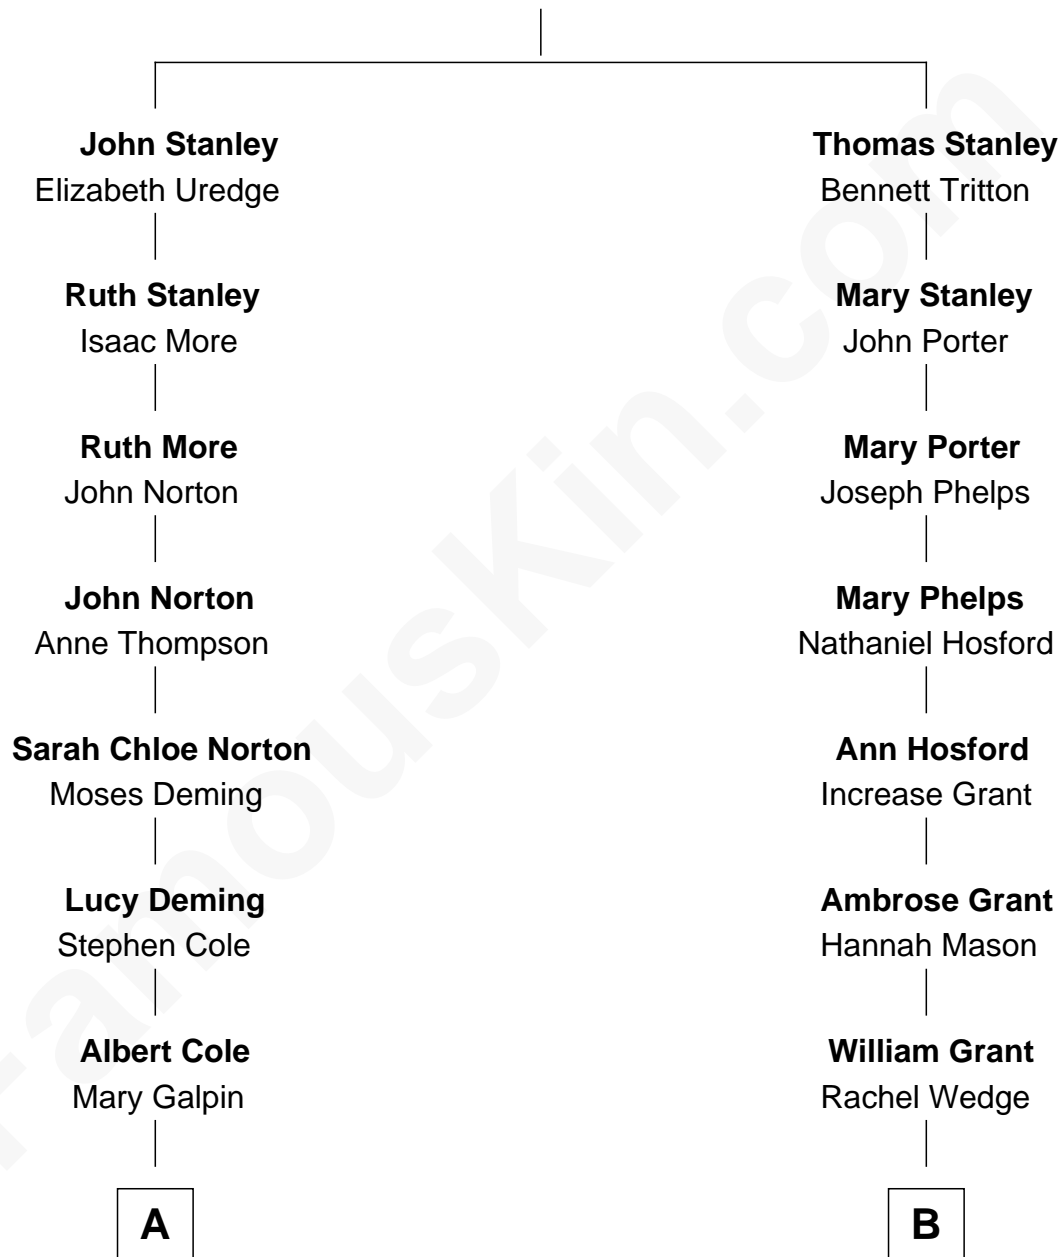 John Stanley
Elizabeth Uredge
Ruth Stanley
Isaac More
Ruth More
John Norton
John Norton
Anne Thompson
Sarah Chloe Norton
Moses Deming
Lucy Deming
Stephen Cole
Albert Cole
Mary Galpin
A
Thomas Stanley
Bennett Tritton
Mary Stanley
John Porter
Mary Porter
Joseph Phelps
Mary Phelps
Nathaniel Hosford
Ann Hosford
Increase Grant
Ambrose Grant
Hannah Mason
William Grant
Rachel Wedge
B
FamousKin.com